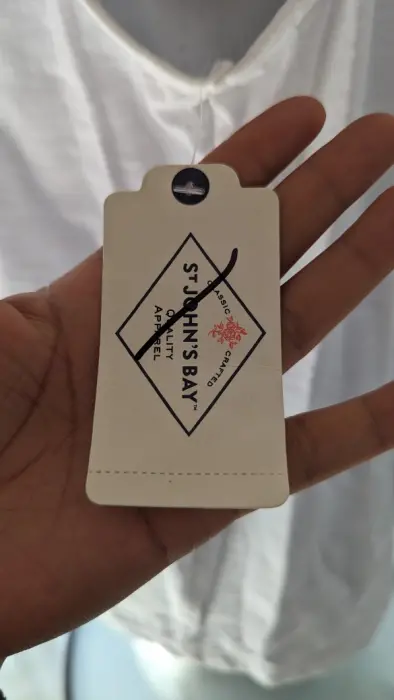 CLASSIC CRAFTED
ST JOHN'S BAY™
QUALITY
APPAREL